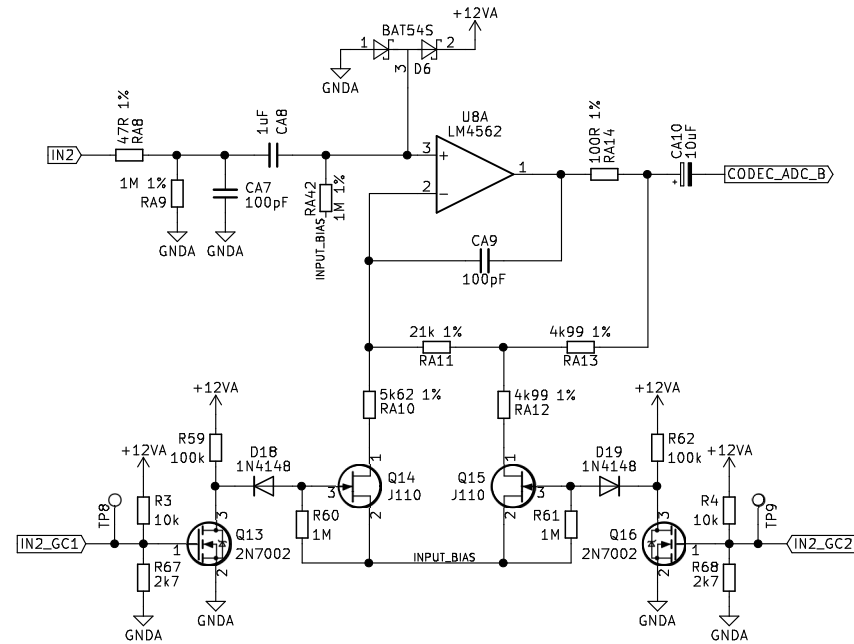 +12VA
BAT54S
1
2
3
D6
GNDA
U8A
LM4562
47R 1%
RA8
1uF
CA8
100R 1%
RA14
CA10
10uF
IN2
3
+
2
-
1
+
CODEC_ADC_B
1M 1%
RA9
CA7
100pF
RA42
1M 1%
INPUT_BIAS
GNDA
GNDA
CA9
100pF
21k 1%
RA11
4k99 1%
RA13
5k62 1%
RA10
4k99 1%
RA12
+12VA
+12VA
R59
100k
D18
1N4148
D19
1N4148
R62
100k
+12VA
+12VA
1
Q14
J110
3
2
1
Q15
J110
3
2
TP8
R3
10k
R60
1M
R61
1M
R4
10k
TP9
IN2_GC1
3
Q13
2N7002
1
2
INPUT_BIAS
3
Q16
2N7002
1
2
IN2_GC2
R67
2k7
R68
2k7
GNDA
GNDA
GNDA
GNDA